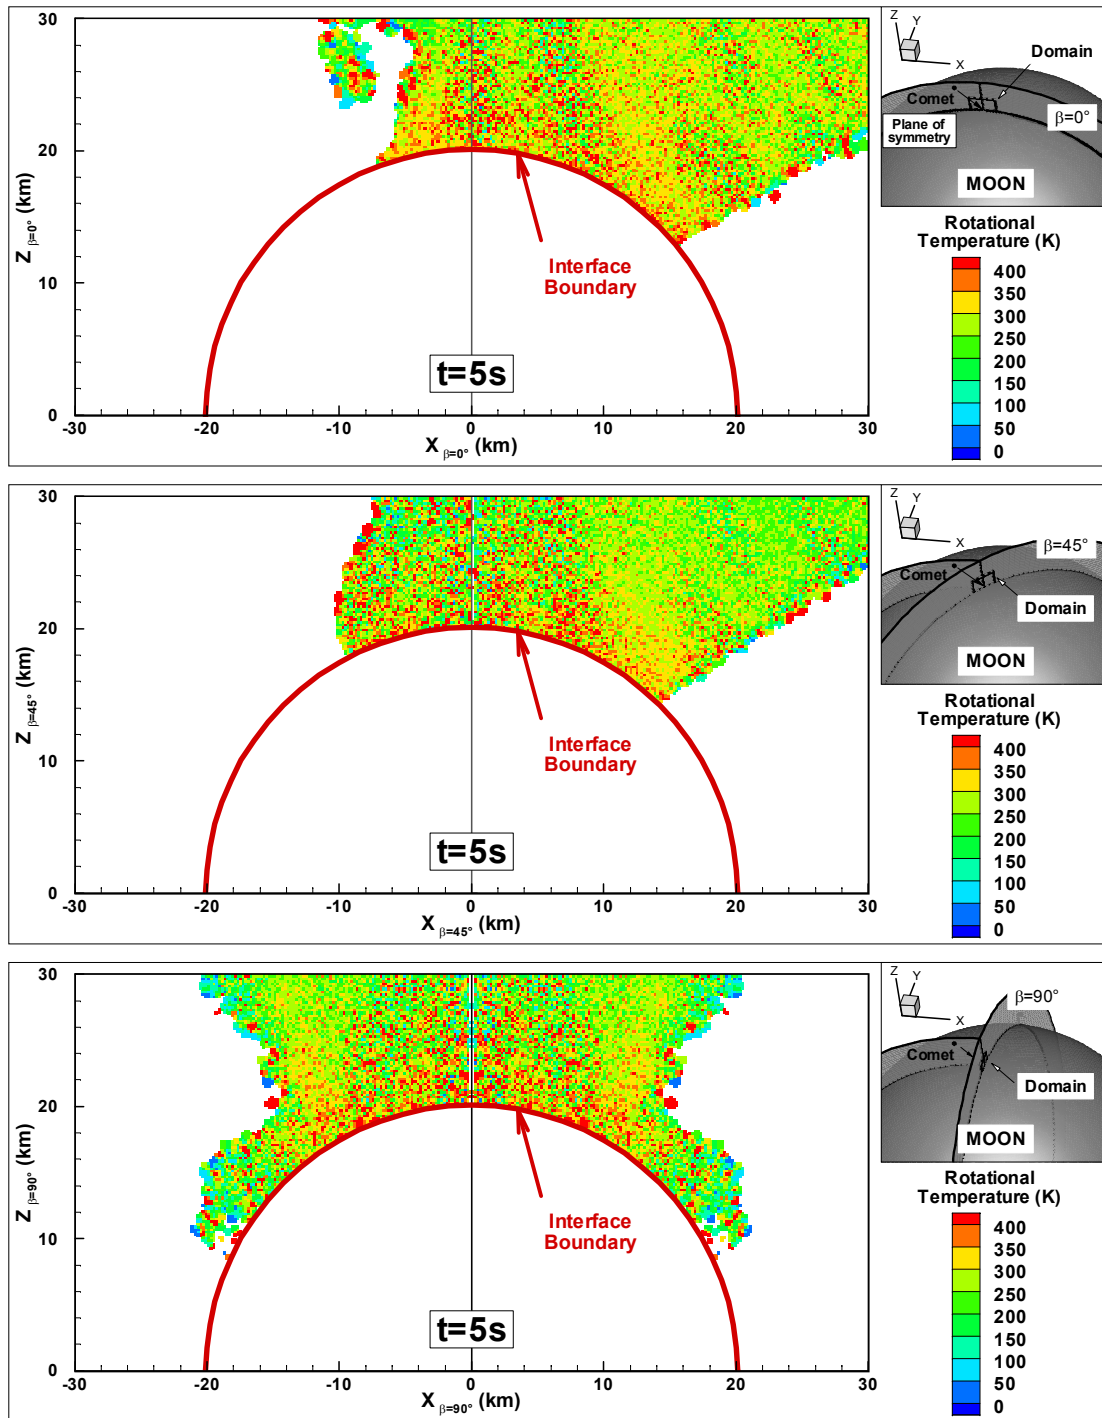 30
20
10
0
Z β=0° (km)
-30 -20 -10 0 10 20 30
X β=0° (km)
Interface
Boundary
t=5s
Z
Y
X
Domain
Comet
β=0°
Plane of
symmetry
MOON
Rotational
Temperature (K)
400
350
300
250
200
150
100
50
0
30
20
10
0
Z β=45° (km)
-30 -20 -10 0 10 20 30
X β=45° (km)
Interface
Boundary
t=5s
Z
Y
X
β=45°
Comet
Domain
MOON
Rotational
Temperature (K)
400
350
300
250
200
150
100
50
0
30
20
10
0
Z β=90° (km)
-30 -20 -10 0 10 20 30
X β=90° (km)
Interface
Boundary
t=5s
Z
Y
X
β=90°
Comet
Domain
MOON
Rotational
Temperature (K)
400
350
300
250
200
150
100
50
0